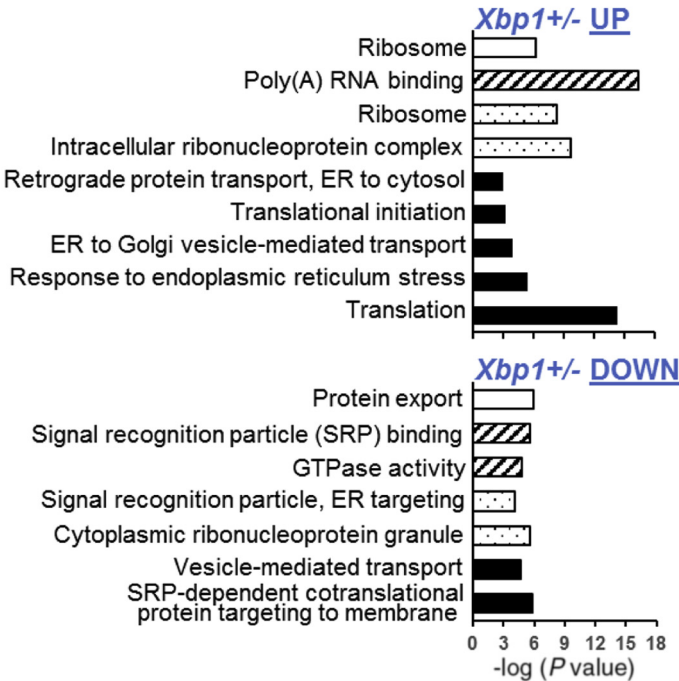 Xbp1+/- UP
Ribosome
Poly(A) RNA binding
Ribosome
Intracellular ribonucleoprotein complex
Retrograde protein transport, ER to cytosol
Translational initiation
ER to Golgi vesicle-mediated transport
Response to endoplasmic reticulum stress
Translation
Xbp1+/- DOWN
Protein export
Signal recognition particle (SRP) binding
GTPase activity
Signal recognition particle, ER targeting
Cytoplasmic ribonucleoprotein granule
Vesicle-mediated transport
SRP-dependent cotranslational
protein targeting to membrane
0 3 6 9 12 15 18
-log (P value)